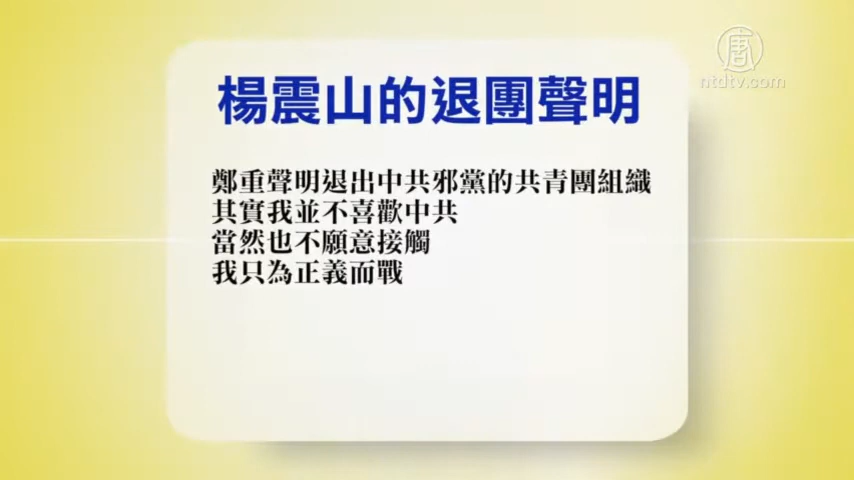 唐
ntdtv.com
楊震山的退團聲明
鄭重聲明退出中共邪黨的共青團組織
其實我並不喜歡中共
當然也不願意接觸
我只為正義而戰